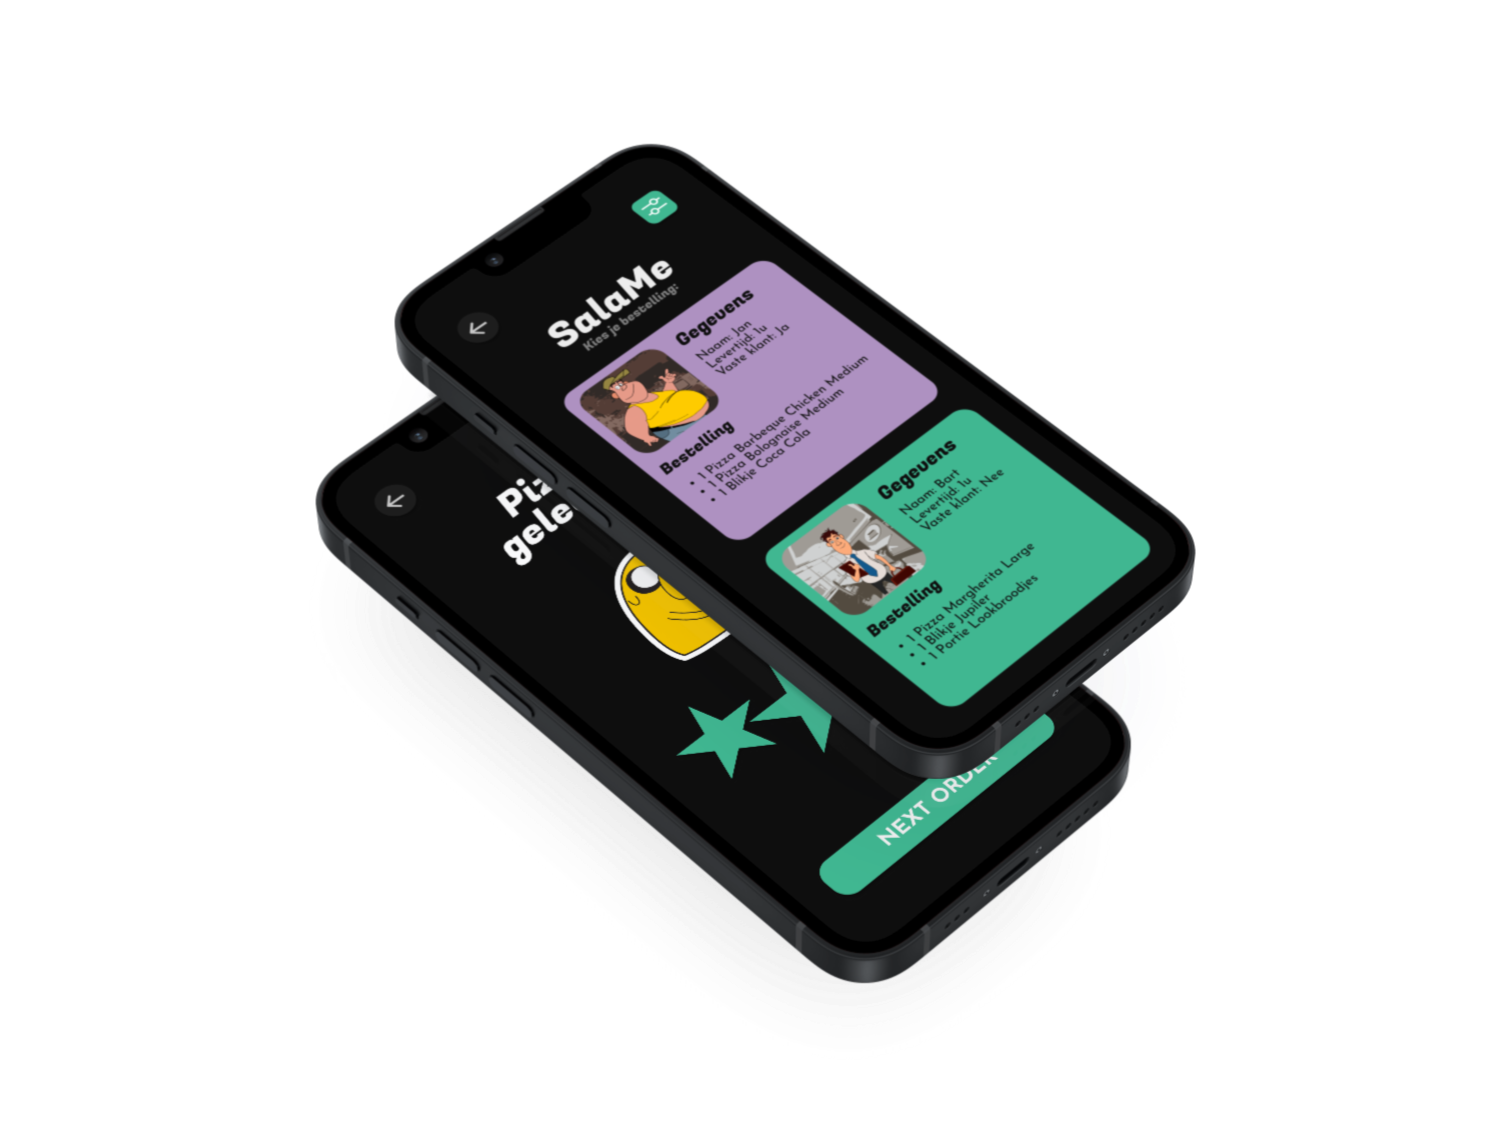 SalaMe
Kies je bestelling:
Gegevens
Naam: Jan
Levertijd: 1u
Vaste klant: Ja
Bestelling
• 1 Pizza Barbeque Chicken Medium
• 1 Pizza Bolognaise Medium
• 1 Blikje Coca Cola
Gegevens
Naam: Bart
Levertijd: 1u
Vaste klant: Nee
Bestelling
• 1 Pizza Margherita Large
• 1 Blikje Jupiler
• 1 Portie Lookbroodjes
Piz
gele
NEXT ORDER